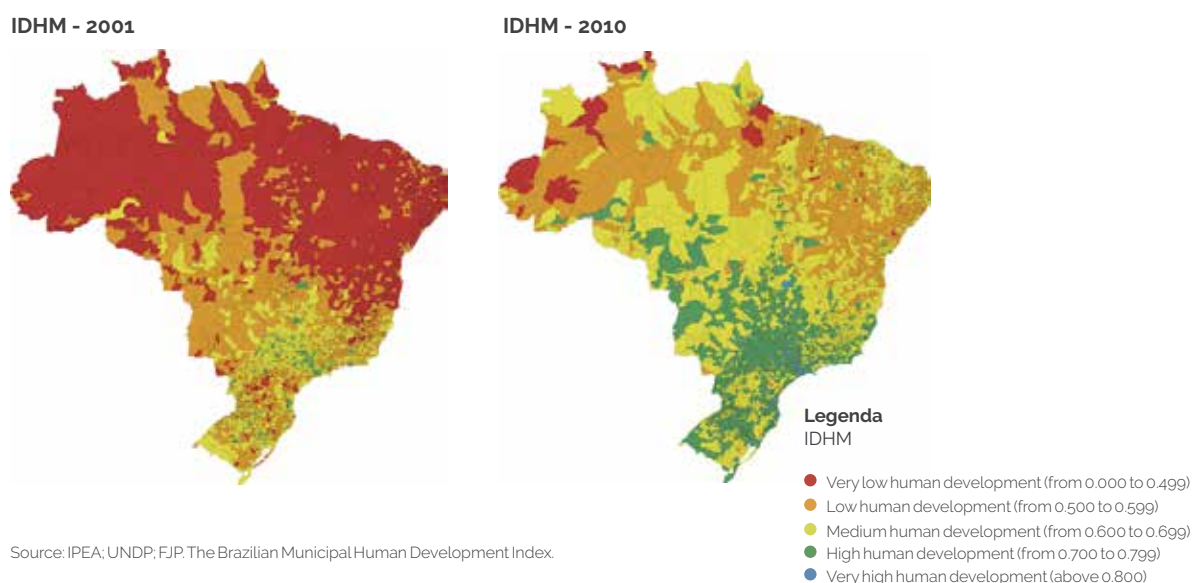 IDHM - 2001
IDHM - 2010
Legenda
IDHM
Very low human development (from 0.000 to 0.499)
Low human development (from 0.500 to 0.599)
Medium human development (from 0.600 to 0.699)
High human development (from 0.700 to 0.799)
Very high human development (above 0.800)
Source: IPEA; UNDP; FJP. The Brazilian Municipal Human Development Index.